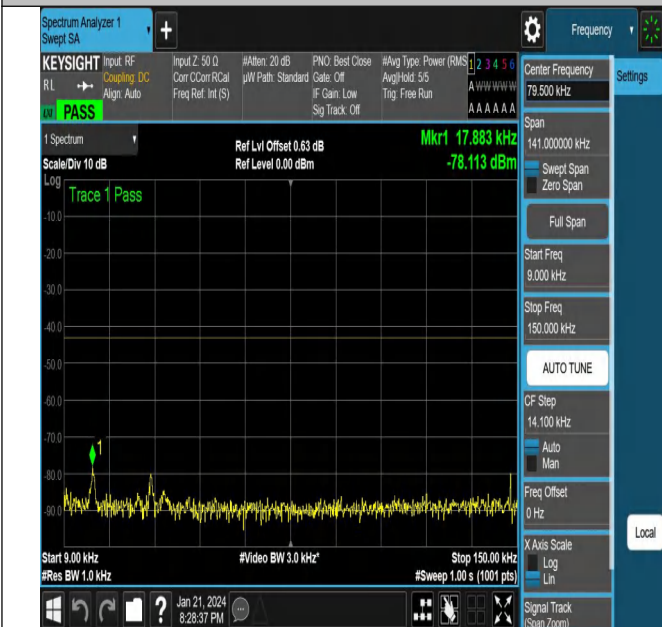 Spectrum Analyzer 1
Swept SA
+
Frequency
KEYSIGHT
RL
PASS
Input: RF
Coupling: DC
Align: Auto
Input Z: 50 Ω
Corr CCorr RCal
Freq Ref: Int (S)
#Atten: 20 dB
µW Path: Standard
PNO: Best Close
Gate: Off
IF Gain: Low
Sig Track: Off
#Avg Type: Power (RMS
Avg|Hold: 5/5
Trig: Free Run
1 2 3 4 5 6
A W W W W W
A A A A A A
1 Spectrum
Scale/Div 10 dB
Ref Lvl Offset 0.63 dB
Ref Level 0.00 dBm
Mkr1 17.883 kHz
-78.113 dBm
Log
Trace 1 Pass
-10.0
-20.0
-30.0
-40.0
-50.0
-60.0
-70.0
-80.0
-90.0
1
Start 9.00 kHz
#Res BW 1.0 kHz
#Video BW 3.0 kHz*
Stop 150.00 kHz
#Sweep 1.00 s (1001 pts)
?
Jan 21, 2024
8:28:37 PM
Center Frequency
79.500 kHz
Settings
Span
141.000000 kHz
Swept Span
Zero Span
Full Span
Start Freq
9.000 kHz
Stop Freq
150.000 kHz
AUTO TUNE
CF Step
14.100 kHz
Auto
Man
Freq Offset
0 Hz
X Axis Scale
Log
Lin
Local
Signal Track
(Span Zoom)